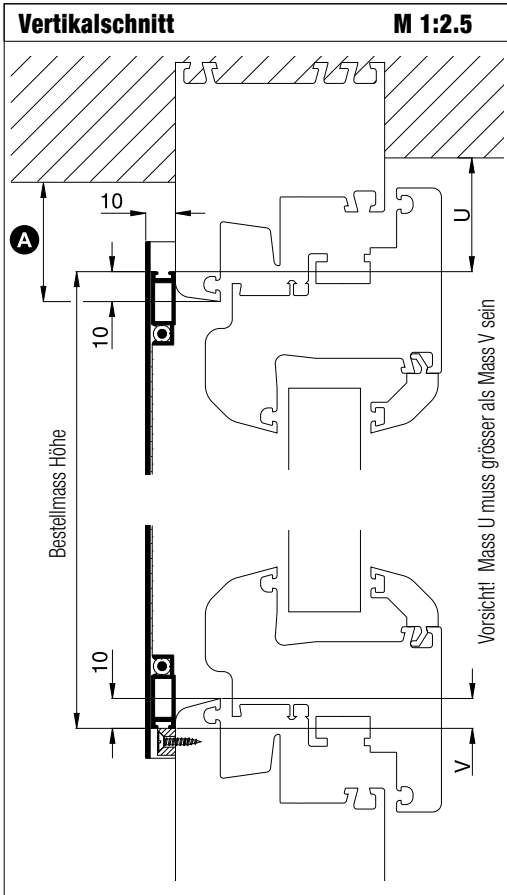 Vertikalschnitt M 1:2.5
10
A
U
10
Bestellmass Höhe
Vorsicht! Mass U muss grösser als Mass V sein
10
V